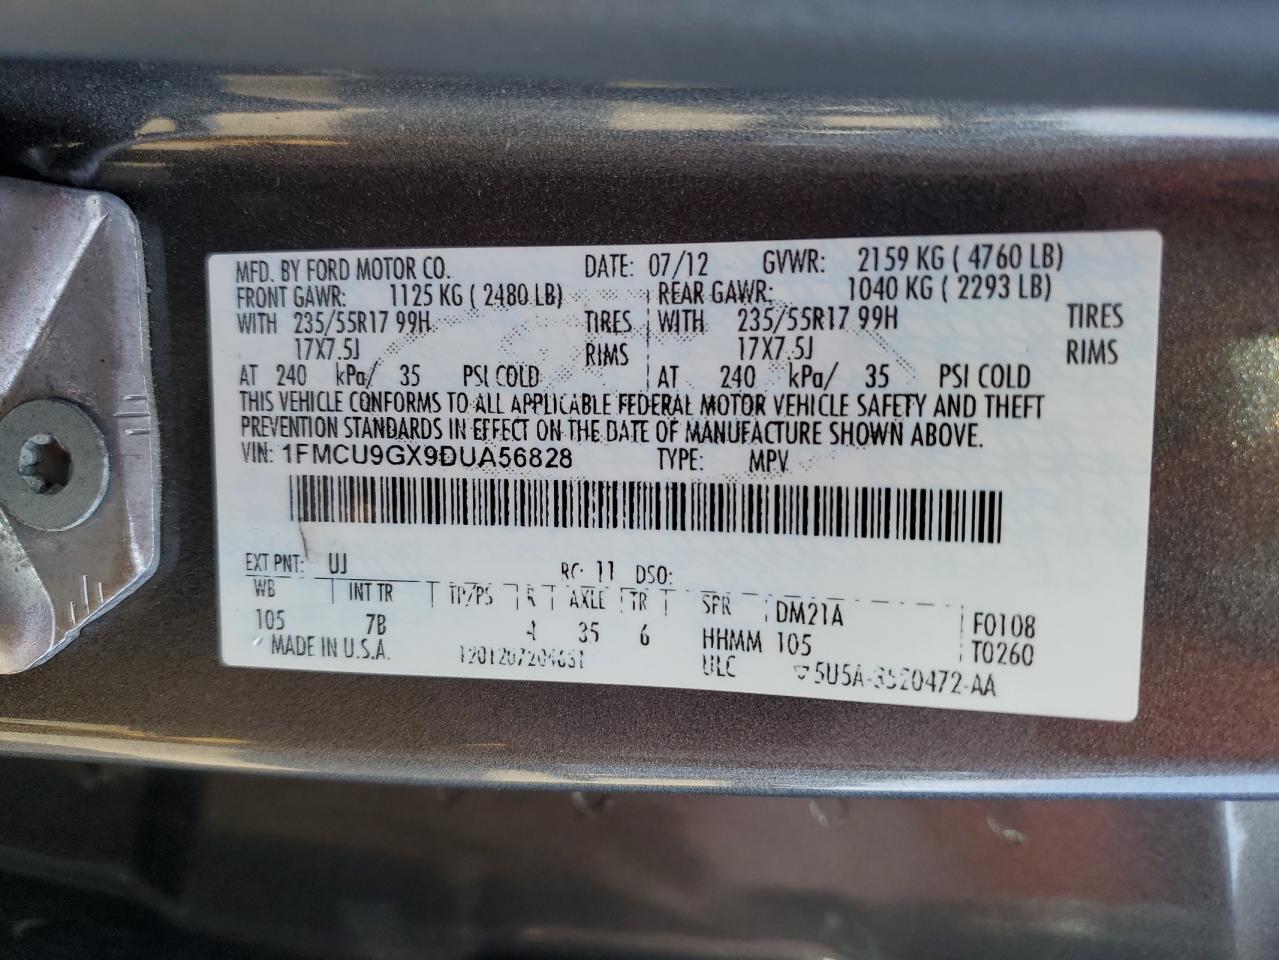 MFD. BY FORD MOTOR CO. DATE: 07/12 GVWR: 2159 KG ( 4760 LB)
FRONT GAWR: 1125 KG ( 2480 LB) REAR GAWR: 1040 KG ( 2293 LB)
WITH 235/55R17 99H TIRES WITH 235/55R17 99H TIRES
17X7.5J RIMS 17X7.5J RIMS
AT 240 kPa/ 35 PSI COLD AT 240 kPa/ 35 PSI COLD
THIS VEHICLE CONFORMS TO ALL APPLICABLE FEDERAL MOTOR VEHICLE SAFETY AND THEFT
PREVENTION STANDARDS IN EFFECT ON THE DATE OF MANUFACTURE SHOWN ABOVE.
VIN: 1FMCU9GX9DUA56828 TYPE: MPV
EXT PNT: UJ RC: 11 DSO:
WB INT TR TP/PS R AXLE TR SPR DM21A F0108
105 7B 4 35 6 HHMM 105 T0260
MADE IN U.S.A. ULC 5U5A-3520472-AA